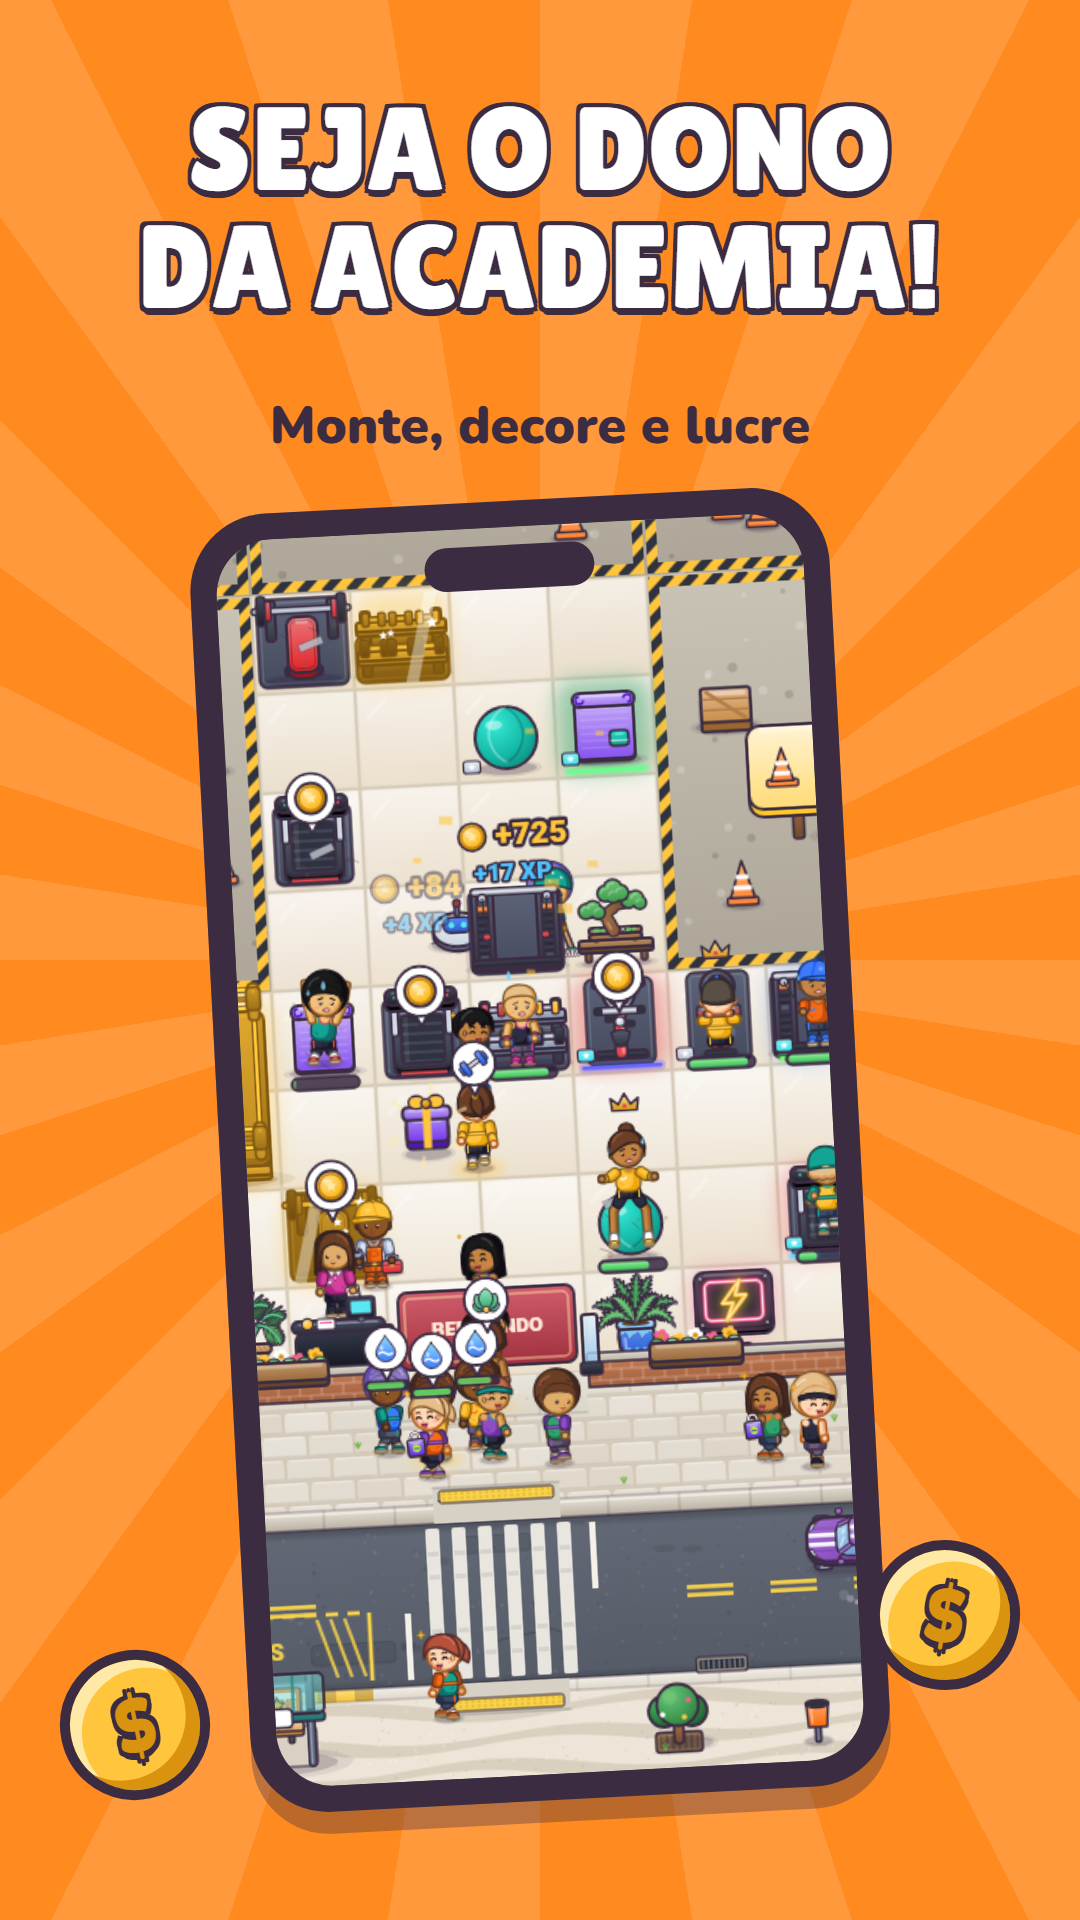 SEJA O DONO
DA ACADEMIA!
Monte, decore e lucre
+725
+17 XP
+84
+4 XP
$
$